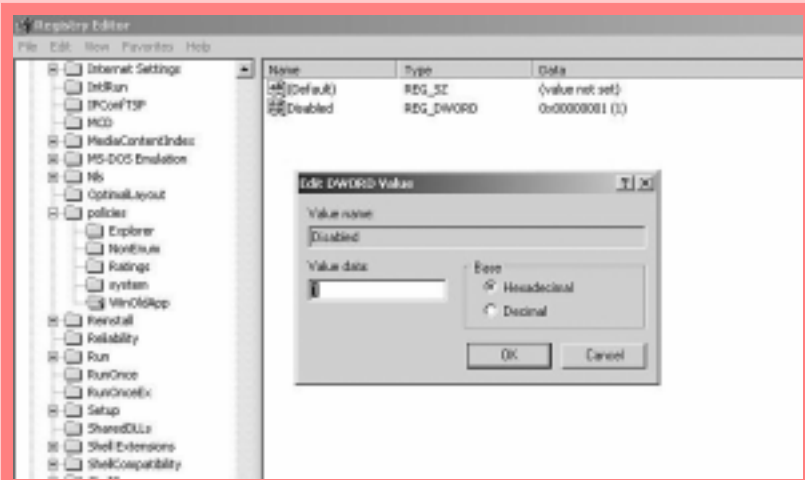 Registry Editor
File Edit View Favorites Help
Internet Settings
IntlRun
IPConfTSP
MCD
MediaContentIndex
MS-DOS Emulation
Nls
OptimalLayout
policies
Explorer
NonEnum
Ratings
system
WinOldApp
Reinstall
Reliability
Run
RunOnce
RunOnceEx
Setup
SharedDLLs
Shell Extensions
ShellCompatibility
Name Type Data
(Default) REG_SZ (value not set)
Disabled REG_DWORD 0x00000001 (1)
Edit DWORD Value
Value name:
Disabled
Value data:
1
Base
Hexadecimal
Decimal
OK Cancel